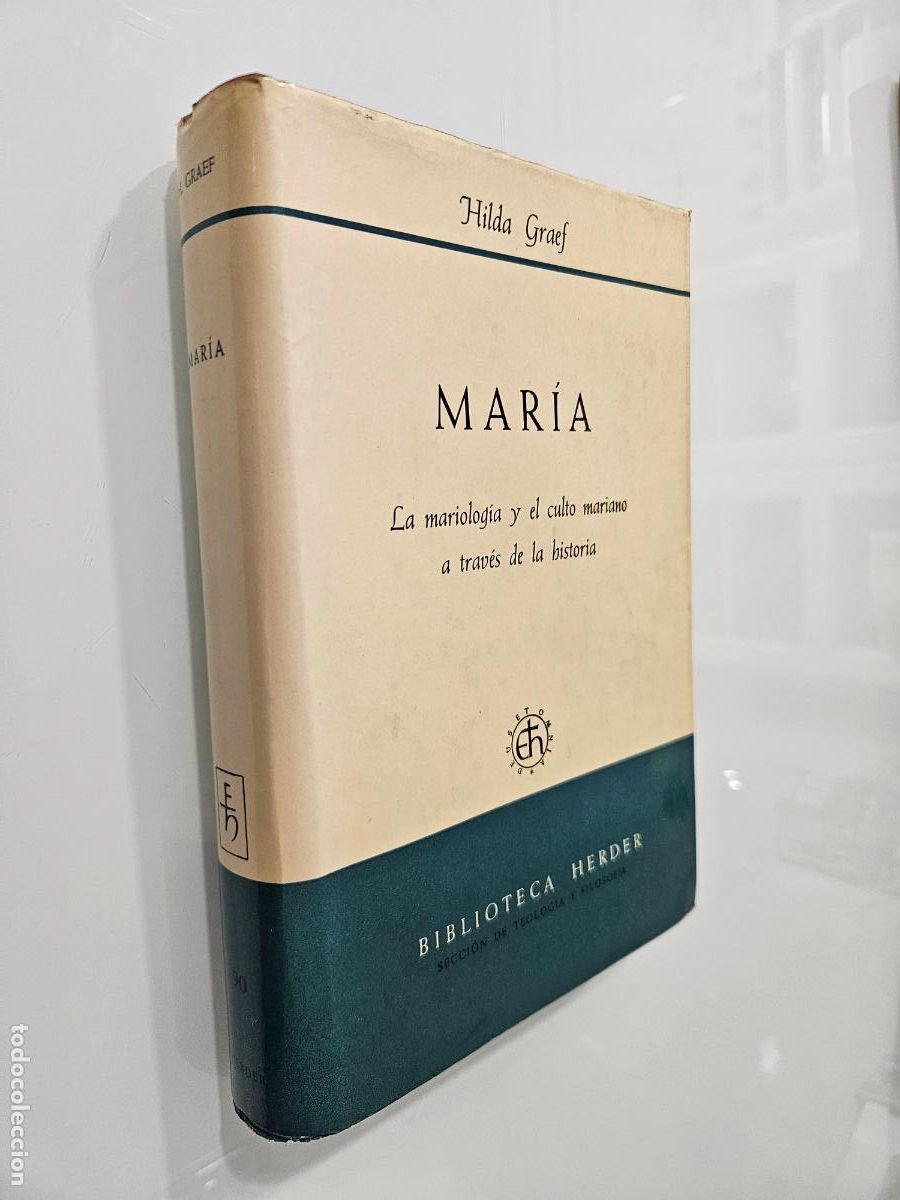 Hilda Graef
MARÍA
La mariología y el culto mariano
a través de la historia
Eh
BIBLIOTECA HERDER
SECCIÓN DE TEOLOGÍA Y FILOSOFÍA
GRAEF
MARÍA
90
todocoleccion